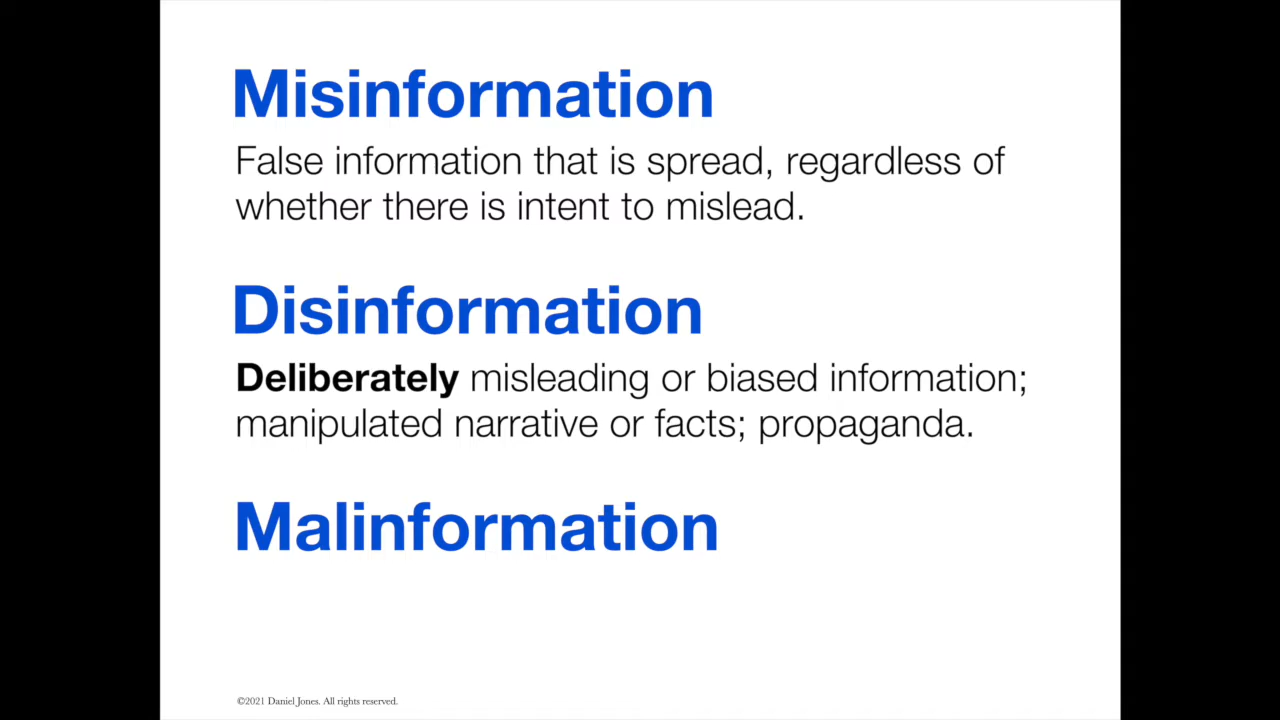 Misinformation
False information that is spread, regardless of
whether there is intent to mislead.
Disinformation
Deliberately misleading or biased information;
manipulated narrative or facts; propaganda.
Malinformation
©2021 Daniel Jones. All rights reserved.